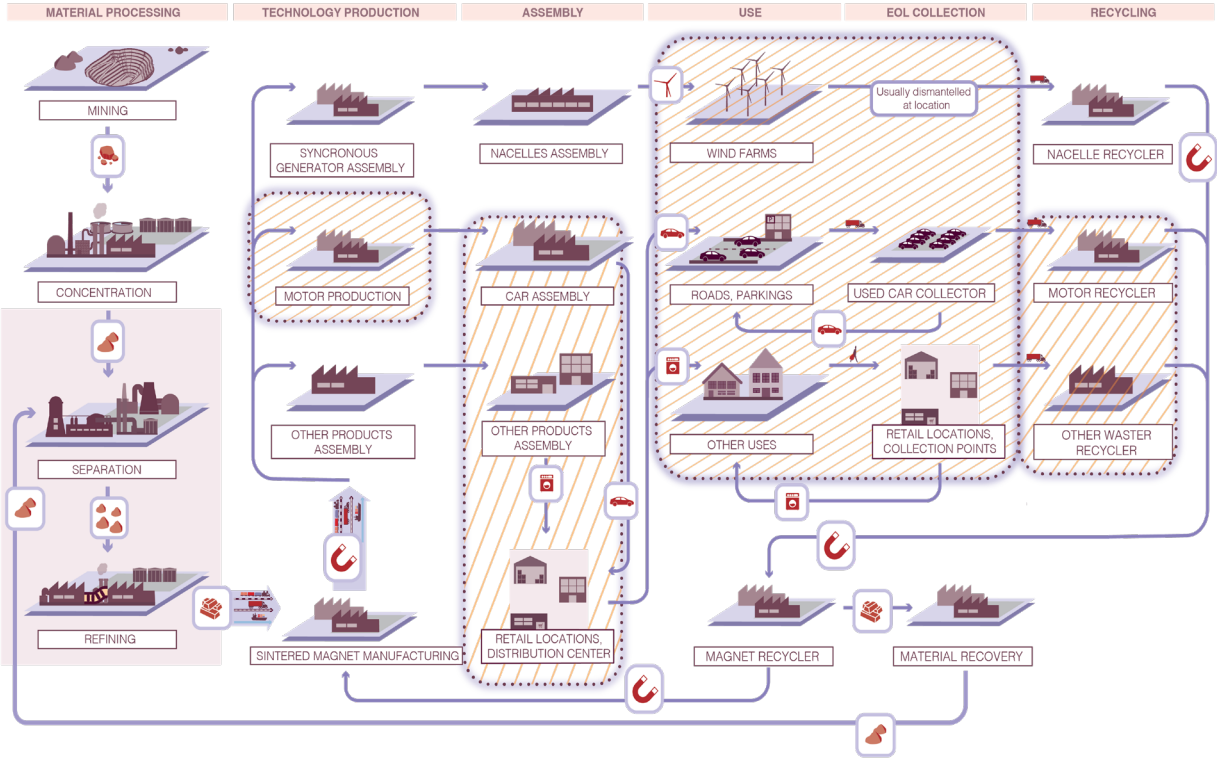 MATERIAL PROCESSING
TECHNOLOGY PRODUCTION
ASSEMBLY
USE
EOL COLLECTION
RECYCLING
MINING
SYNCRONOUS
GENERATOR ASSEMBLY
NACELLES ASSEMBLY
WIND FARMS
Usually dismantelled
at location
NACELLE RECYCLER
CONCENTRATION
MOTOR PRODUCTION
CAR ASSEMBLY
P
ROADS, PARKINGS
USED CAR COLLECTOR
MOTOR RECYCLER
SEPARATION
OTHER PRODUCTS
ASSEMBLY
OTHER PRODUCTS
ASSEMBLY
OTHER USES
RETAIL LOCATIONS,
COLLECTION POINTS
OTHER WASTER
RECYCLER
REFINING
SINTERED MAGNET MANUFACTURING
RETAIL LOCATIONS,
DISTRIBUTION CENTER
MAGNET RECYCLER
MATERIAL RECOVERY